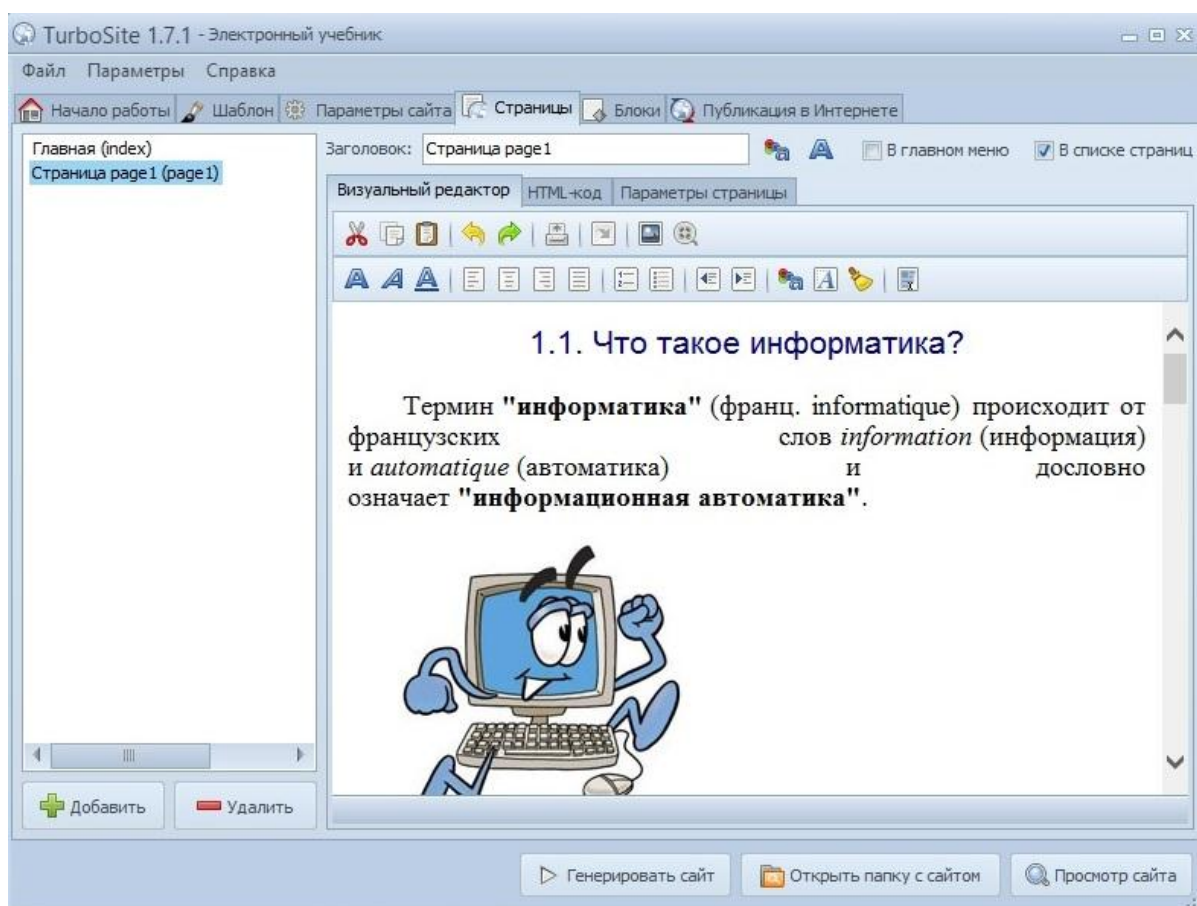 TurboSite 1.7.1 - Электронный учебник
Файл Параметры Справка
Начало работы Шаблон Параметры сайта Страницы Блоки Публикация в Интернете
Главная (index)
Страница page1 (page1)
Заголовок: Страница page1 В главном меню В списке страниц
Визуальный редактор HTML-код Параметры страницы
1.1. Что такое информатика?
Термин "информатика" (франц. informatique) происходит от
французских слов information (информация)
и automatique (автоматика) и дословно
означает "информационная автоматика".
Добавить Удалить
Генерировать сайт Открыть папку с сайтом Просмотр сайта